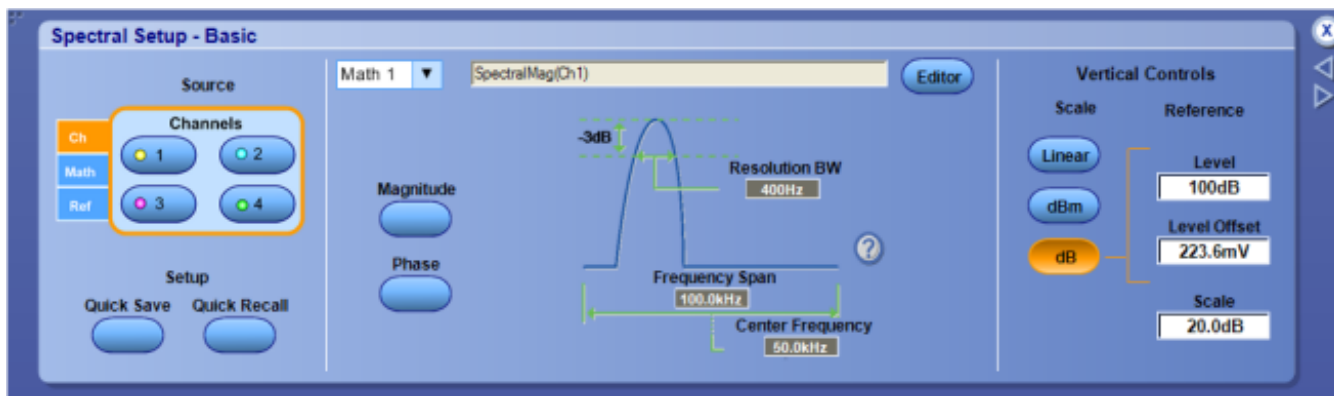 Spectral Setup - Basic
X
Source
Ch
Math
Ref
Channels
1
2
3
4
Setup
Quick Save
Quick Recall
Math 1
SpectralMag(Ch1)
Editor
Magnitude
Phase
-3dB
Resolution BW
400Hz
?
Frequency Span
100.0kHz
Center Frequency
50.0kHz
Vertical Controls
Scale
Linear
dBm
dB
Reference
Level
100dB
Level Offset
223.6mV
Scale
20.0dB